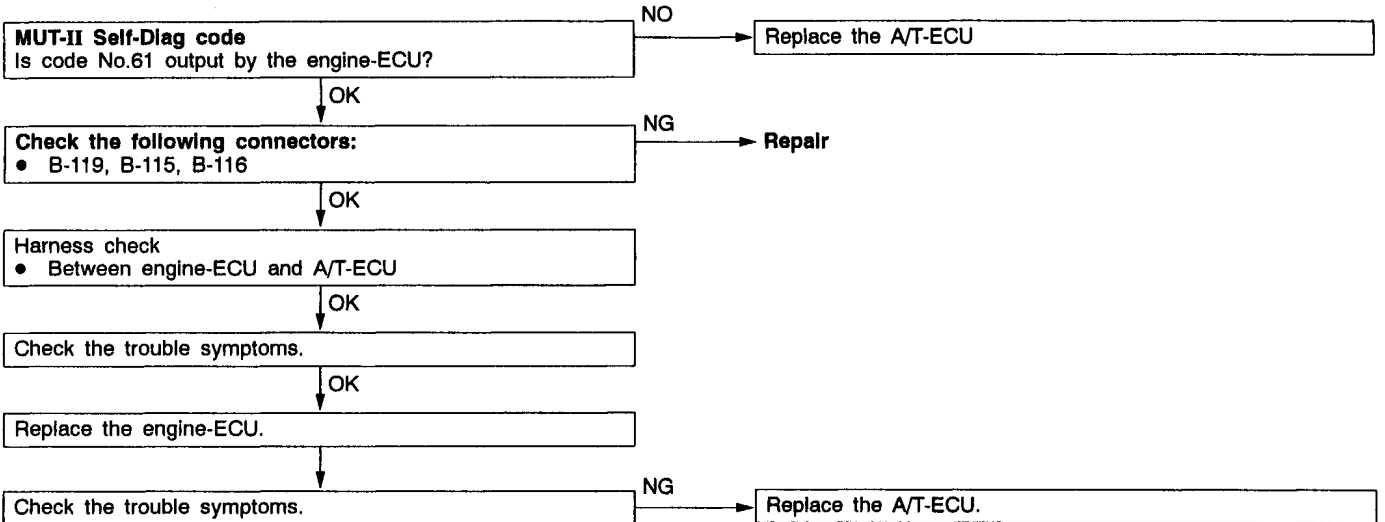 NO
MUT-II Self-Diag code
Is code No.61 output by the engine-ECU?
Replace the A/T-ECU
OK
Check the following connectors:
● B-119, B-115, B-116
NG
Repair
OK
Harness check
● Between engine-ECU and A/T-ECU
OK
Check the trouble symptoms.
OK
Replace the engine-ECU.
Check the trouble symptoms.
NG
Replace the A/T-ECU.